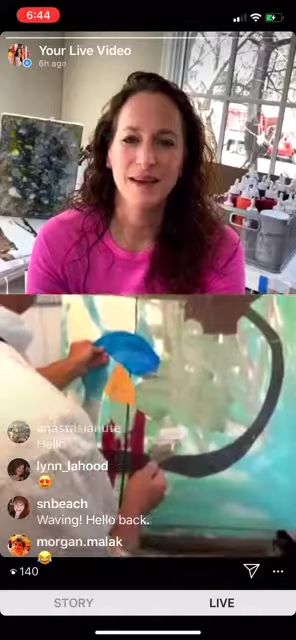 6:44
Your Live Video
6h ago
Hello
lynn_lahood
😍
snbeach
Waving! Hello back.
morgan.malak
😂
140
STORY LIVE